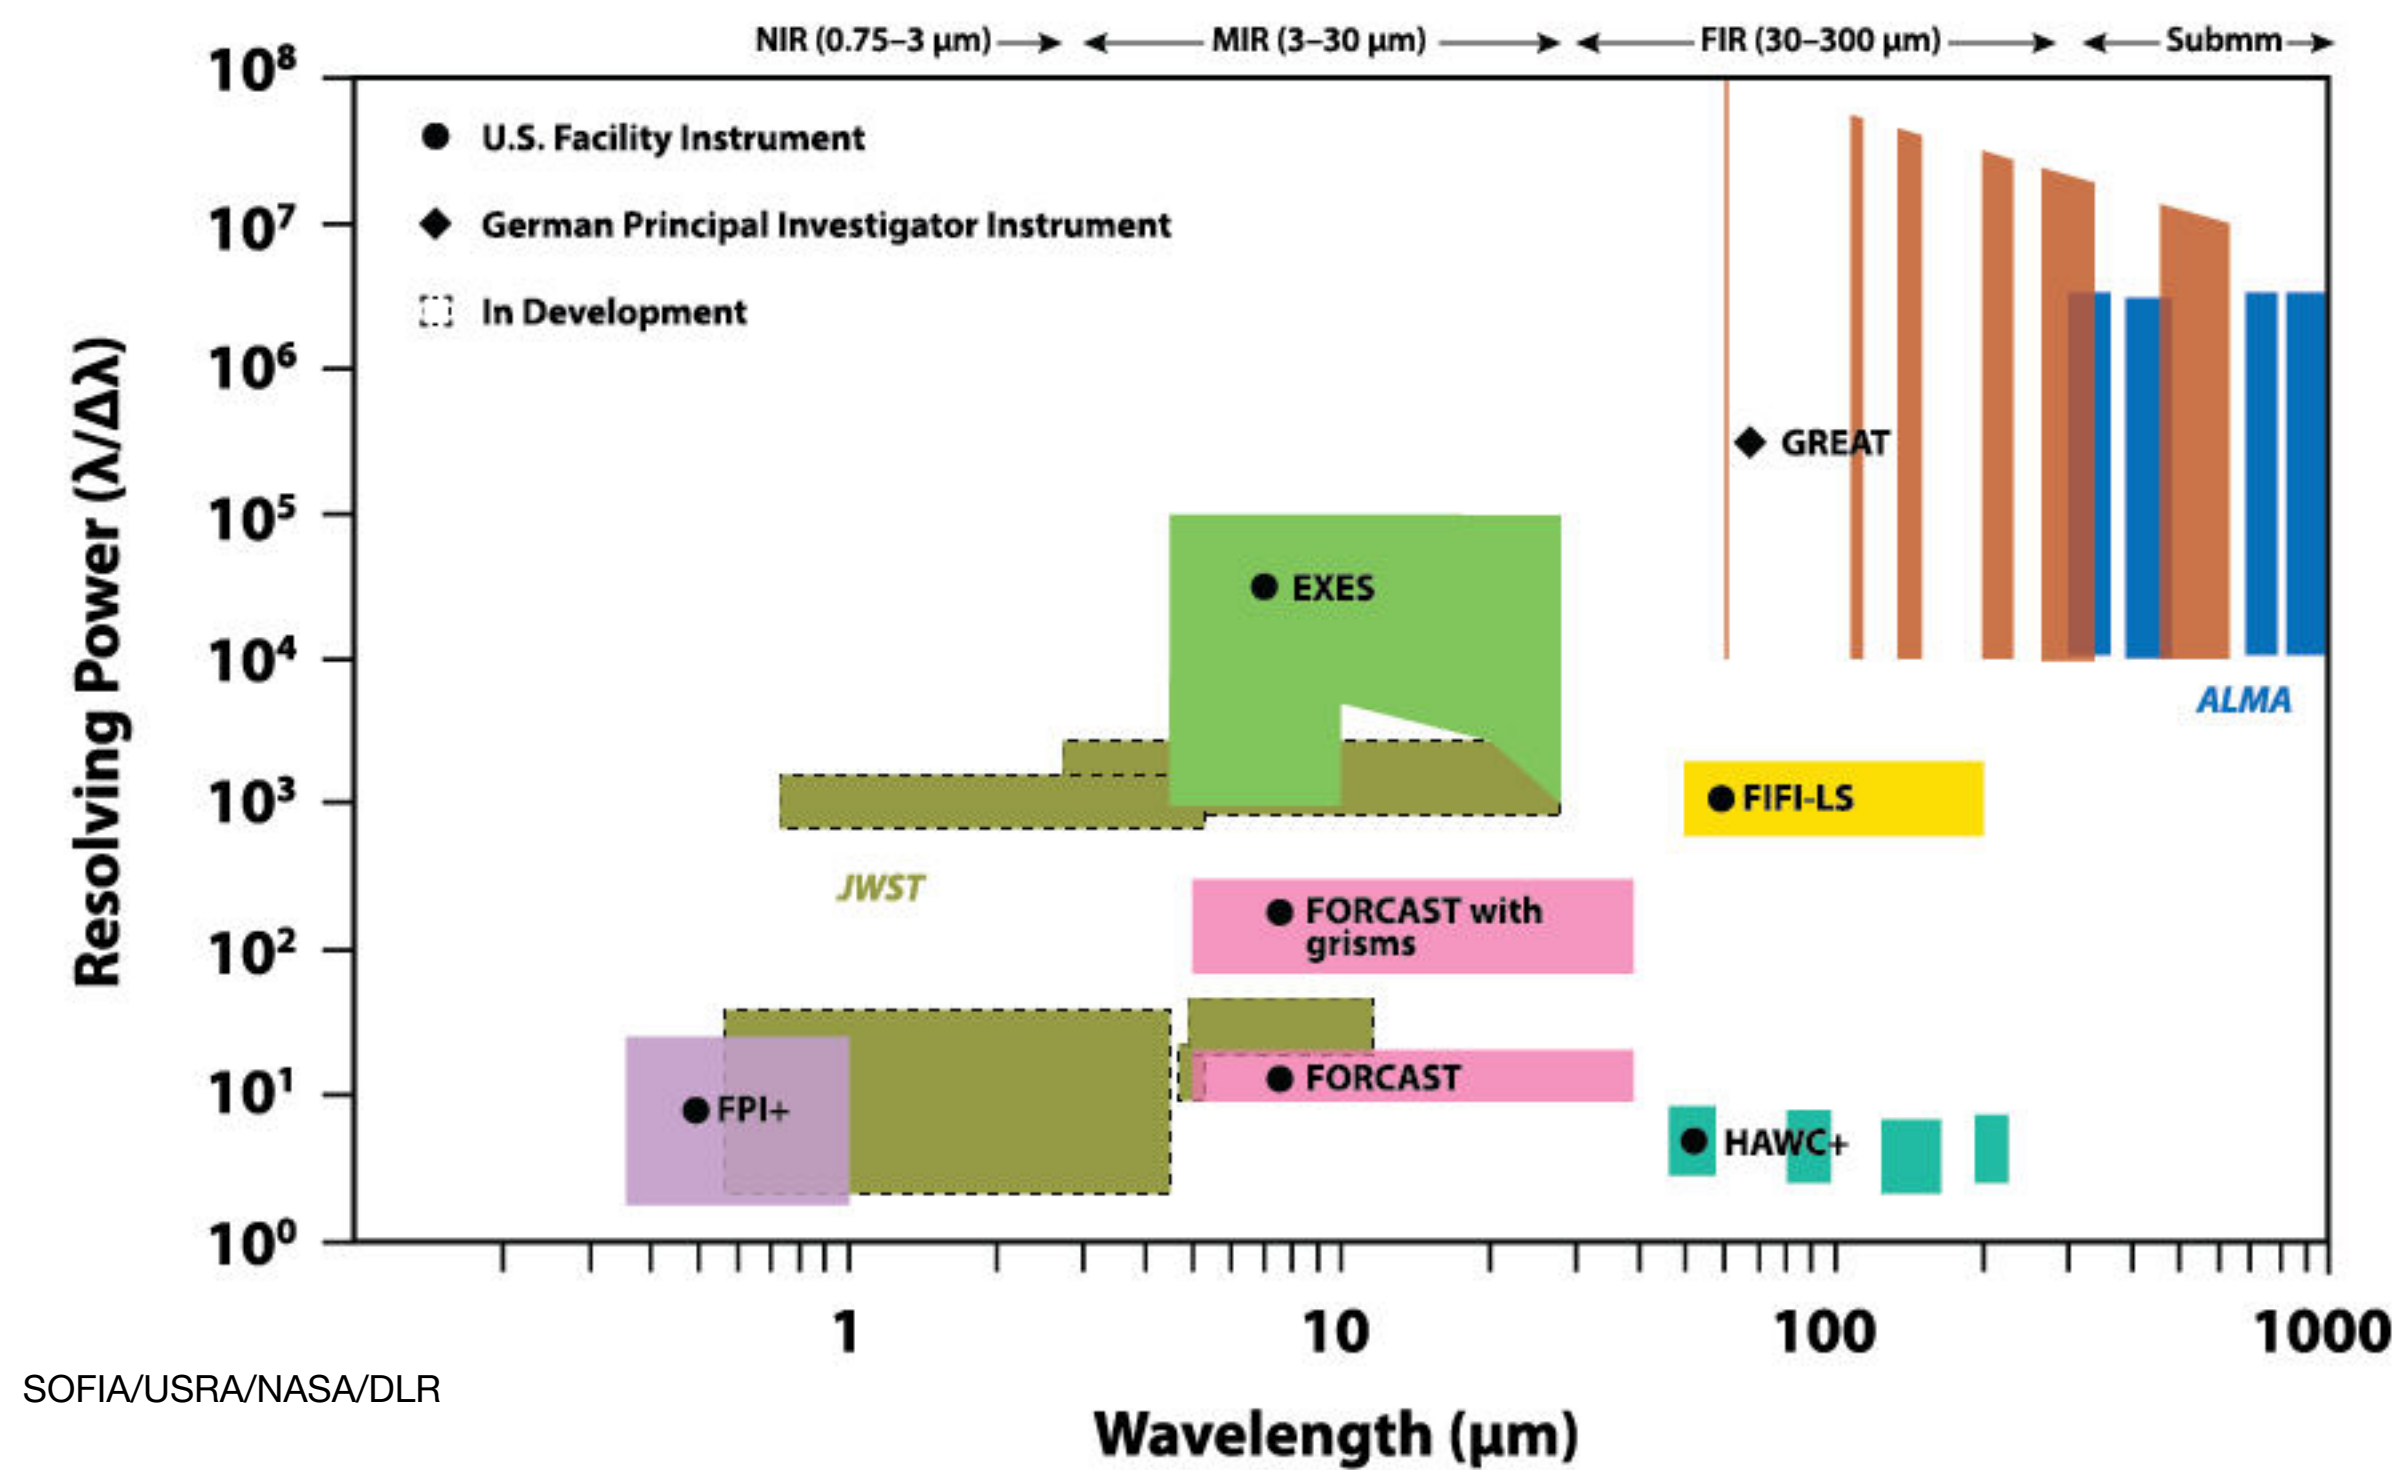 NIR (0.75–3 μm)
MIR (3–30 μm)
FIR (30–300 μm)
Submm
10⁸
10⁷
10⁶
10⁵
10⁴
10³
10²
10¹
10⁰
Resolving Power (λ/Δλ)
U.S. Facility Instrument
German Principal Investigator Instrument
In Development
GREAT
EXES
ALMA
FIFI-LS
JWST
FORCAST with
grisms
FORCAST
FPI+
HAWC+
1
10
100
1000
Wavelength (μm)
SOFIA/USRA/NASA/DLR